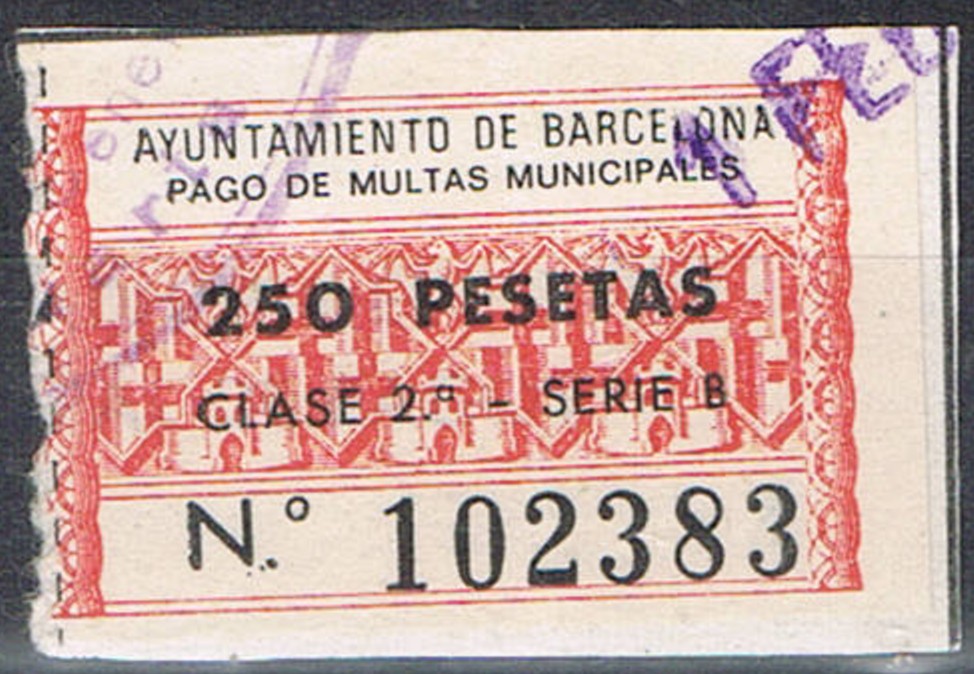 AYUNTAMIENTO DE BARCELONA
PAGO DE MULTAS MUNICIPALES
250 PESETAS
CLASE 2.ª - SERIE B
N.º 102383